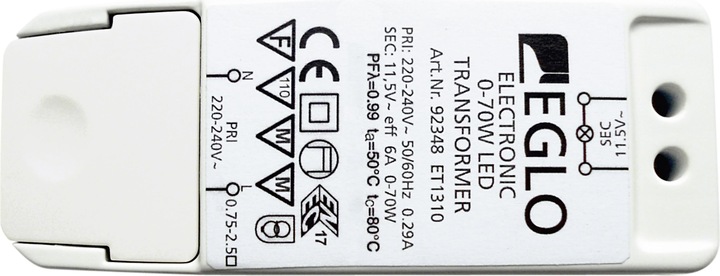 EGLO
ELECTRONIC
0-70W LED
TRANSFORMER
Art.Nr. 92348 ET1310
PRI: 220-240V~ 50/60Hz 0.29A
SEC: 11,5V~ eff 6A 0-70W
PFλ=0.99 ta=50°C tc=80°C
CE
F 110 M M
ENEC 17
11.5V~
SEC
N PRI L
220-240V~
0.75-2.5□